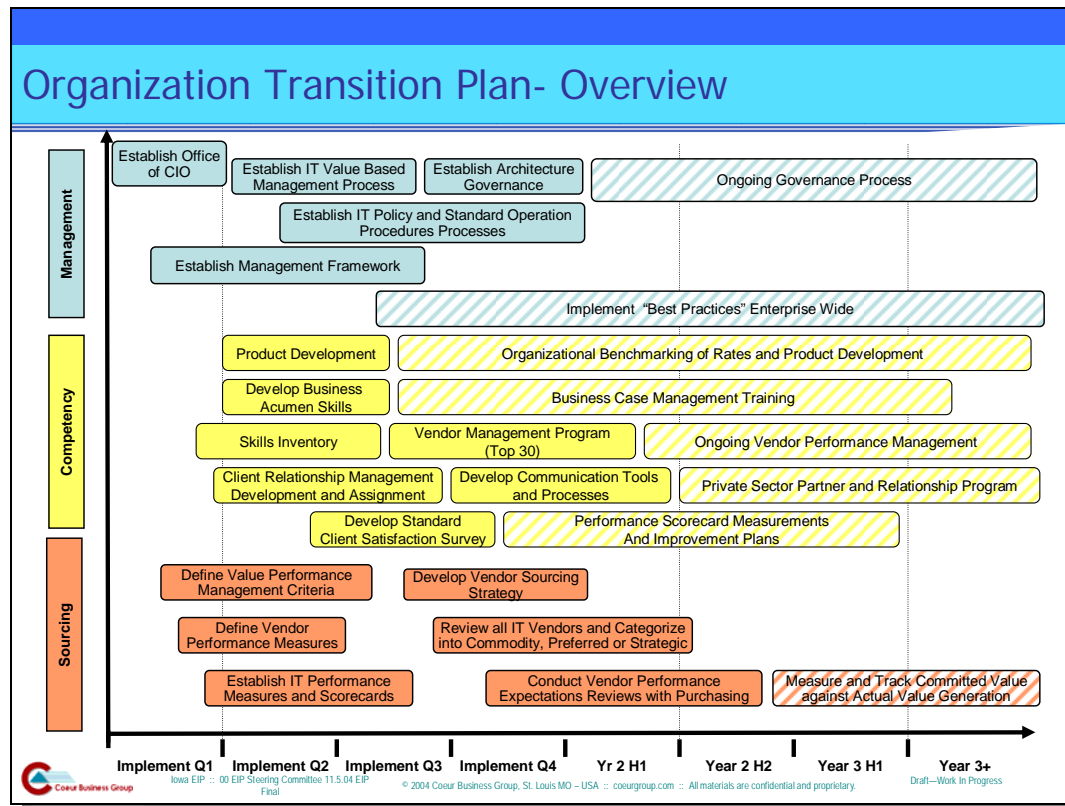 Organization Transition Plan- Overview
Management
Establish Office
of CIO
Establish IT Value Based
Management Process
Establish Architecture
Governance
Ongoing Governance Process
Establish IT Policy and Standard Operation
Procedures Processes
Establish Management Framework
Implement “Best Practices” Enterprise Wide
Competency
Product Development
Organizational Benchmarking of Rates and Product Development
Develop Business
Acumen Skills
Business Case Management Training
Skills Inventory
Vendor Management Program
(Top 30)
Ongoing Vendor Performance Management
Client Relationship Management
Development and Assignment
Develop Communication Tools
and Processes
Private Sector Partner and Relationship Program
Develop Standard
Client Satisfaction Survey
Performance Scorecard Measurements
And Improvement Plans
Sourcing
Define Value Performance
Management Criteria
Develop Vendor Sourcing
Strategy
Define Vendor
Performance Measures
Review all IT Vendors and Categorize
into Commodity, Preferred or Strategic
Establish IT Performance
Measures and Scorecards
Conduct Vendor Performance
Expectations Reviews with Purchasing
Measure and Track Committed Value
against Actual Value Generation
Implement Q1
Implement Q2
Implement Q3
Implement Q4
Yr 2 H1
Year 2 H2
Year 3 H1
Year 3+
Coeur Business Group
Iowa EIP :: 00 EIP Steering Committee 11.5.04 EIP
Final
© 2004 Coeur Business Group, St. Louis MO – USA :: coeurgroup.com :: All materials are confidential and proprietary.
Draft—Work In Progress